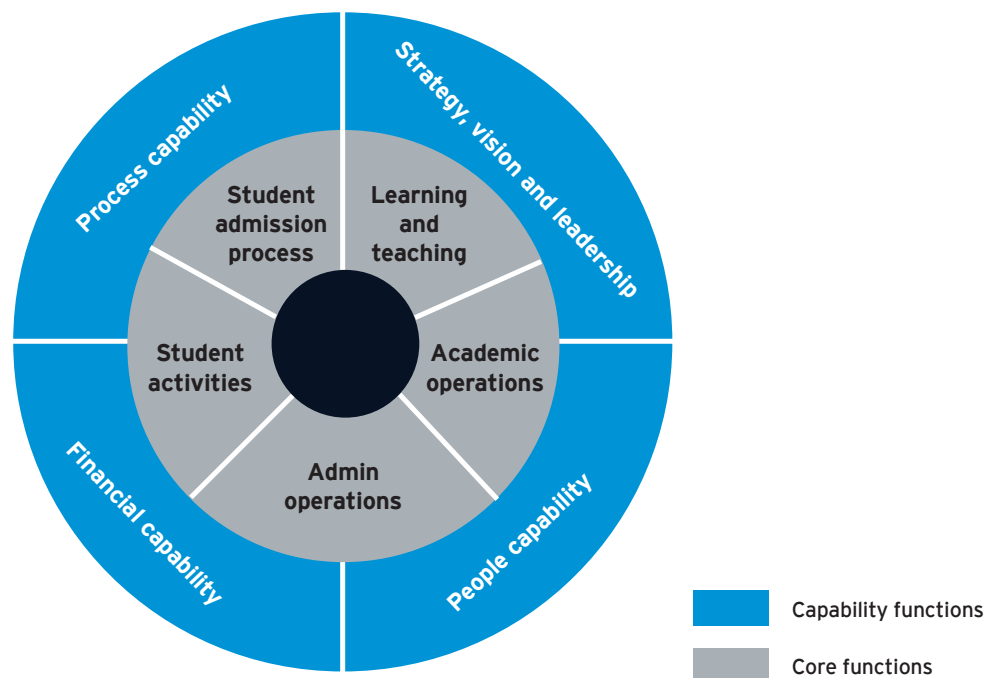 Process capability
Strategy, vision and leadership
Student
admission
process
Learning
and
teaching
Student
activities
Academic
operations
Admin
operations
Financial capability
People capability
Capability functions
Core functions